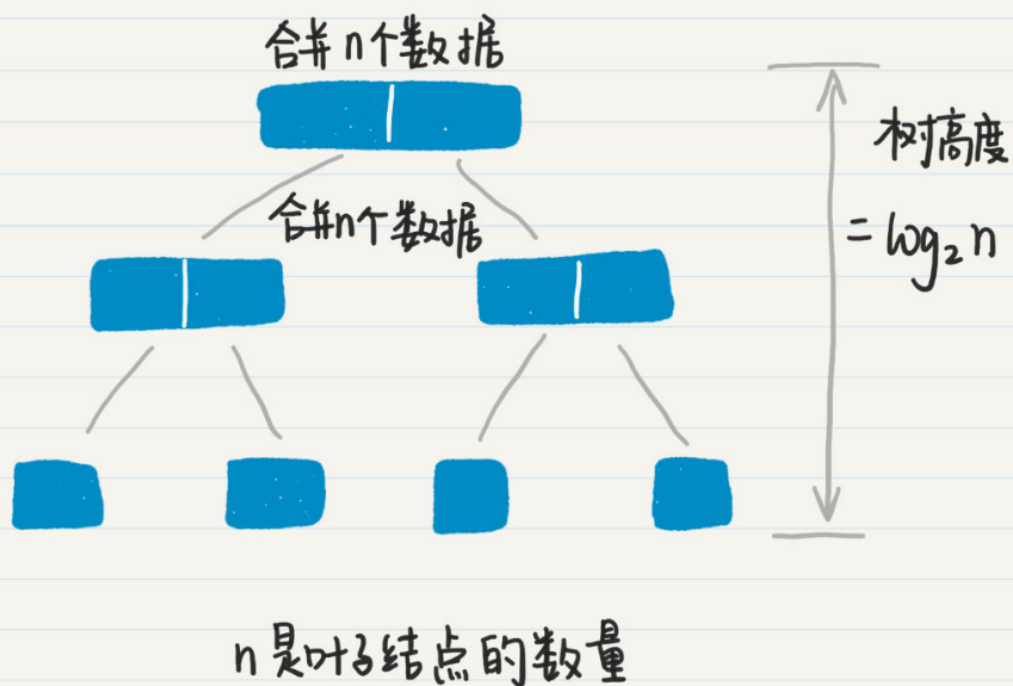 合并n个数据
合并n个数据
树高度
= log₂ n
n是叶子结点的数量